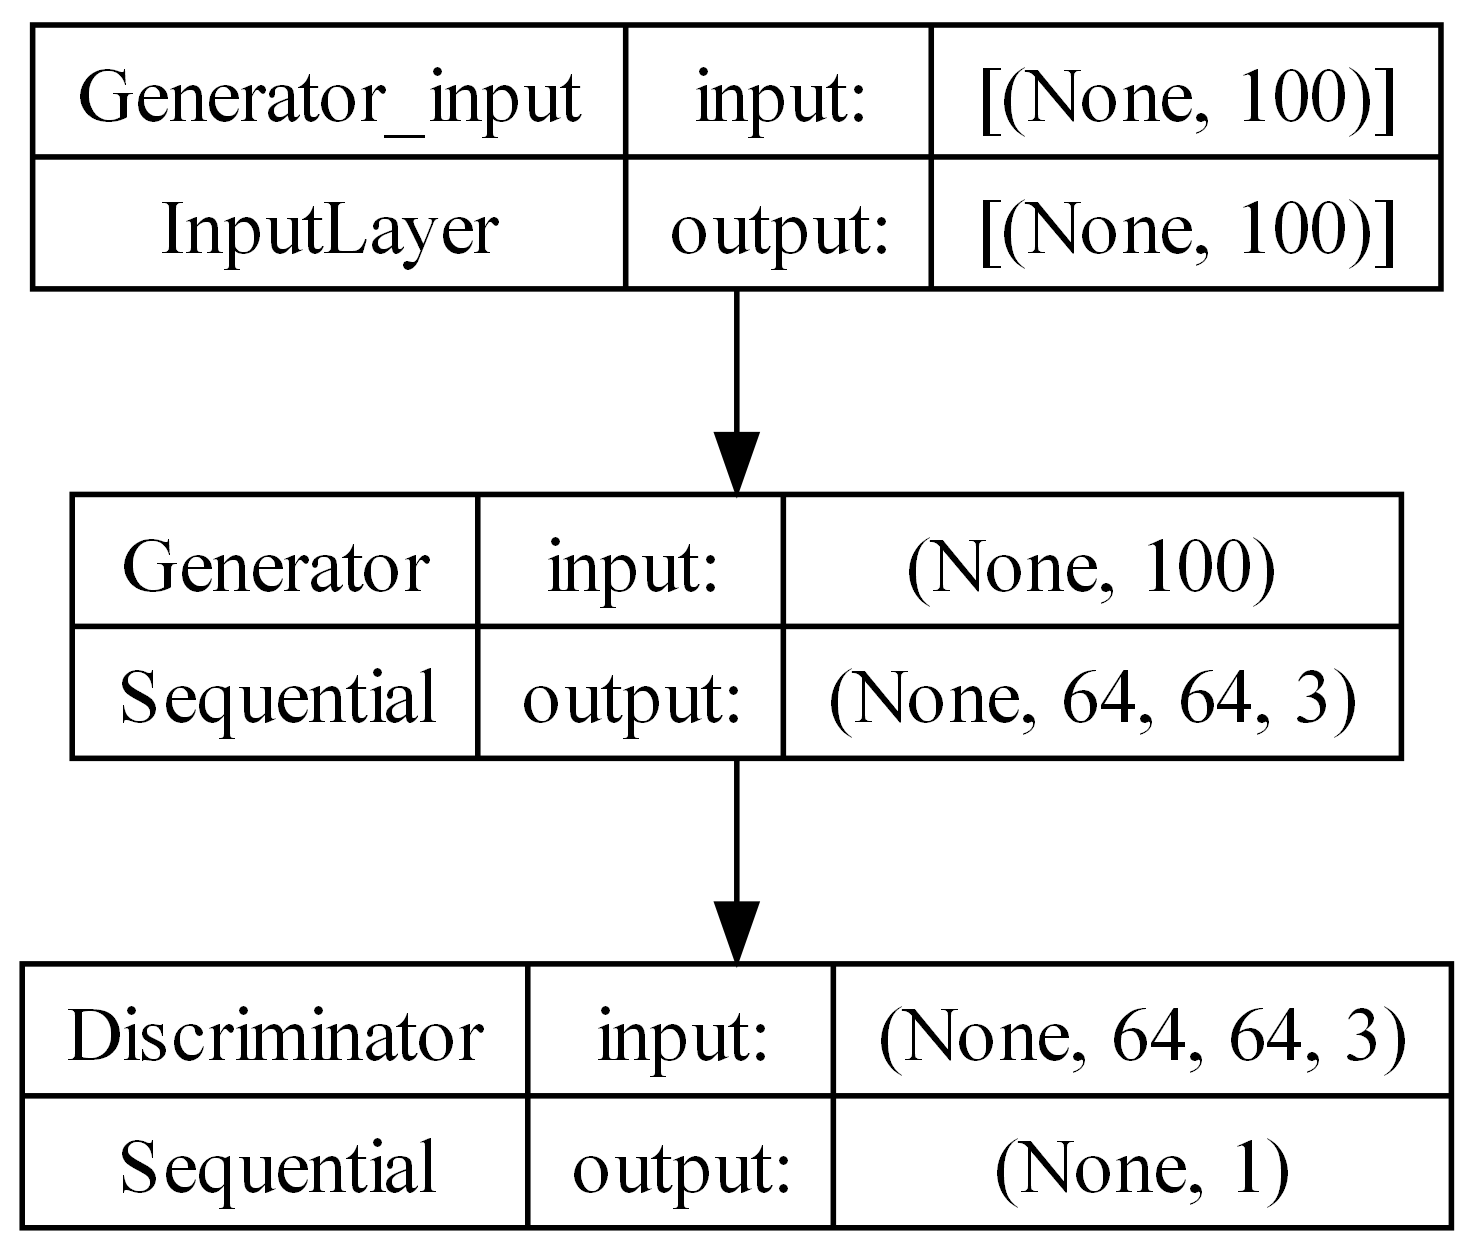 Generator_input input: [(None, 100)]
InputLayer output: [(None, 100)]
Generator input: (None, 100)
Sequential output: (None, 64, 64, 3)
Discriminator input: (None, 64, 64, 3)
Sequential output: (None, 1)